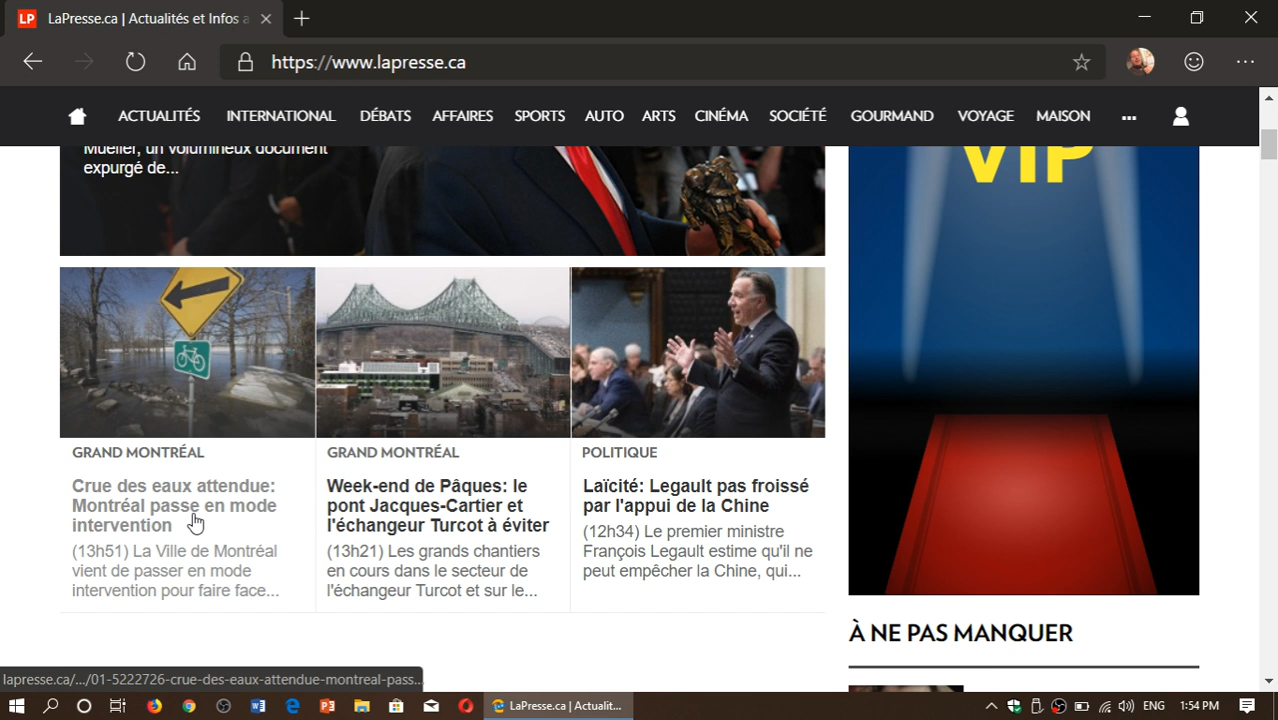 LP LaPresse.ca | Actualités et Infos a
https://www.lapresse.ca
ACTUALITÉS INTERNATIONAL DÉBATS AFFAIRES SPORTS AUTO ARTS CINÉMA SOCIÉTÉ GOURMAND VOYAGE MAISON ...
Mueller, un volumineux document
expurgé de...
VIP
GRAND MONTRÉAL
Crue des eaux attendue:
Montréal passe en mode
intervention
(13h51) La Ville de Montréal
vient de passer en mode
intervention pour faire face...
GRAND MONTRÉAL
Week-end de Pâques: le
pont Jacques-Cartier et
l'échangeur Turcot à éviter
(13h21) Les grands chantiers
en cours dans le secteur de
l'échangeur Turcot et sur le...
POLITIQUE
Laïcité: Legault pas froissé
par l'appui de la Chine
(12h34) Le premier ministre
François Legault estime qu'il ne
peut empêcher la Chine, qui...
À NE PAS MANQUER
lapresse.ca/.../01-5222726-crue-des-eaux-attendue-montreal-pass...
LaPresse.ca | Actualit...
ENG
1:54 PM